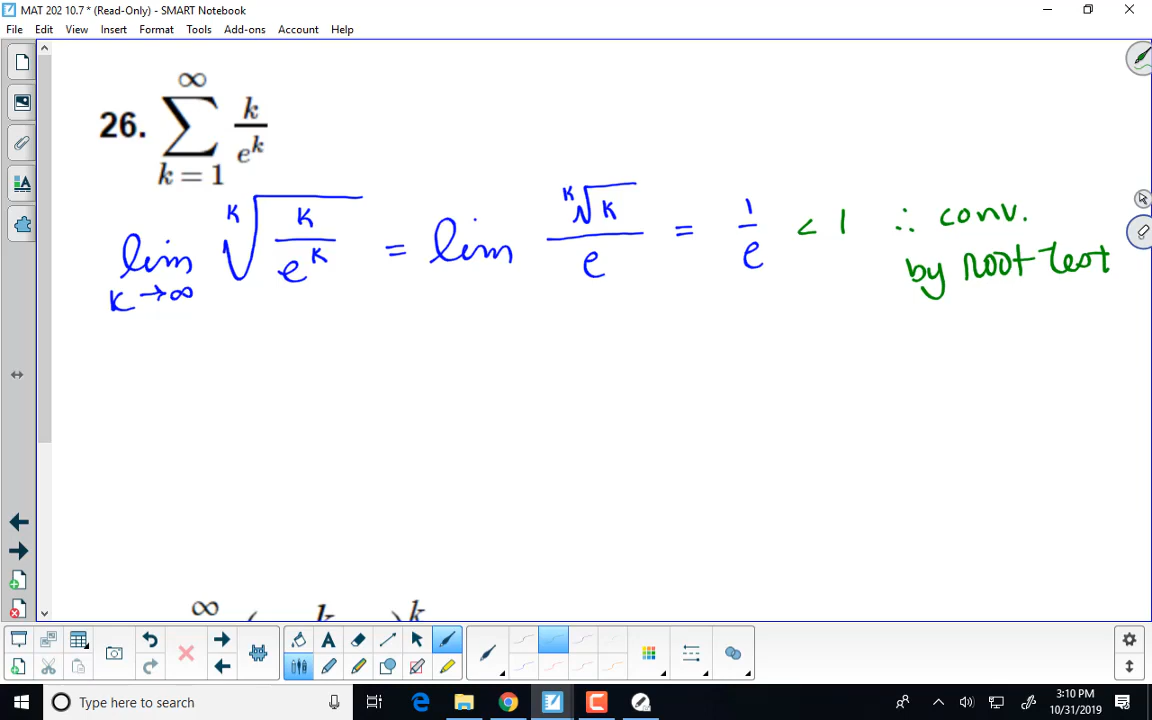 MAT 202 10.7 * (Read-Only) - SMART Notebook
File Edit View Insert Format Tools Add-ons Account Help
26. ∑_{k=1}^{∞} k/e^k
lim_{k→∞} ᵏ√(k/e^k) = lim ᵏ√k / e = 1/e < 1 ∴ conv.
by root test
∞ ( k )^k
Type here to search
3:10 PM
10/31/2019